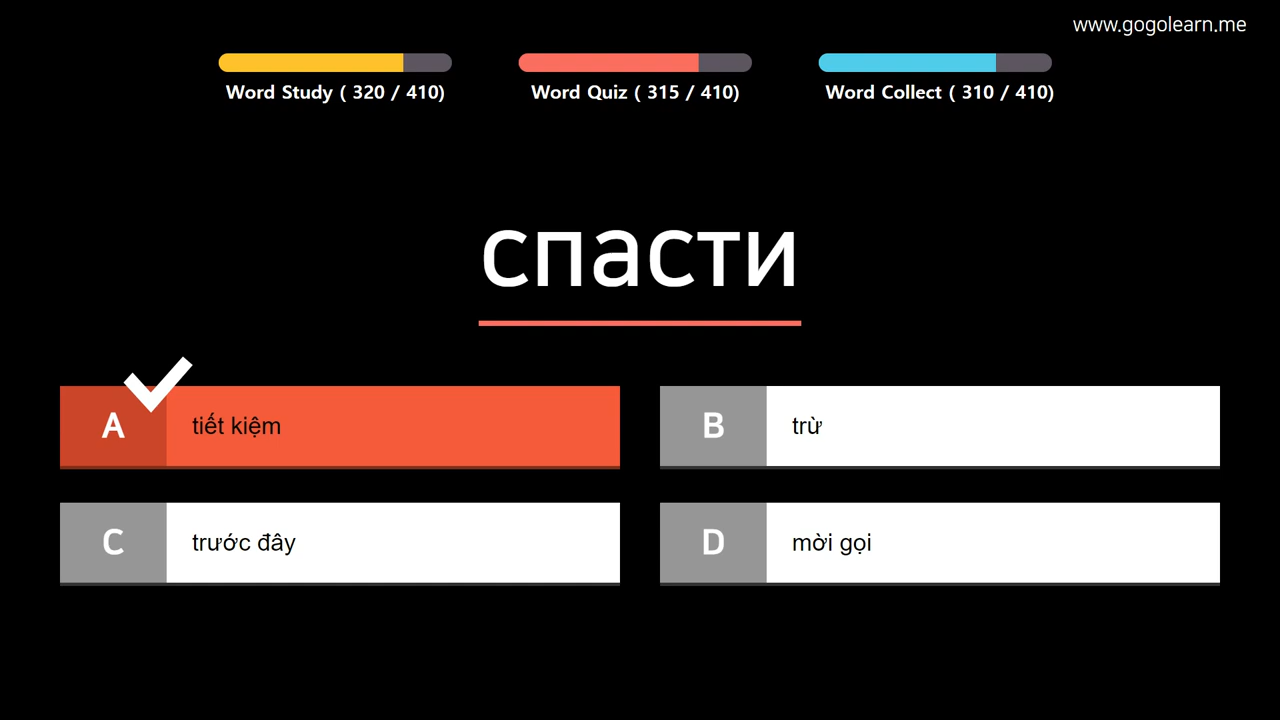 www.gogolearn.me
Word Study ( 320 / 410)
Word Quiz ( 315 / 410)
Word Collect ( 310 / 410)
спасти
A tiết kiệm
B trừ
C trước đây
D mời gọi